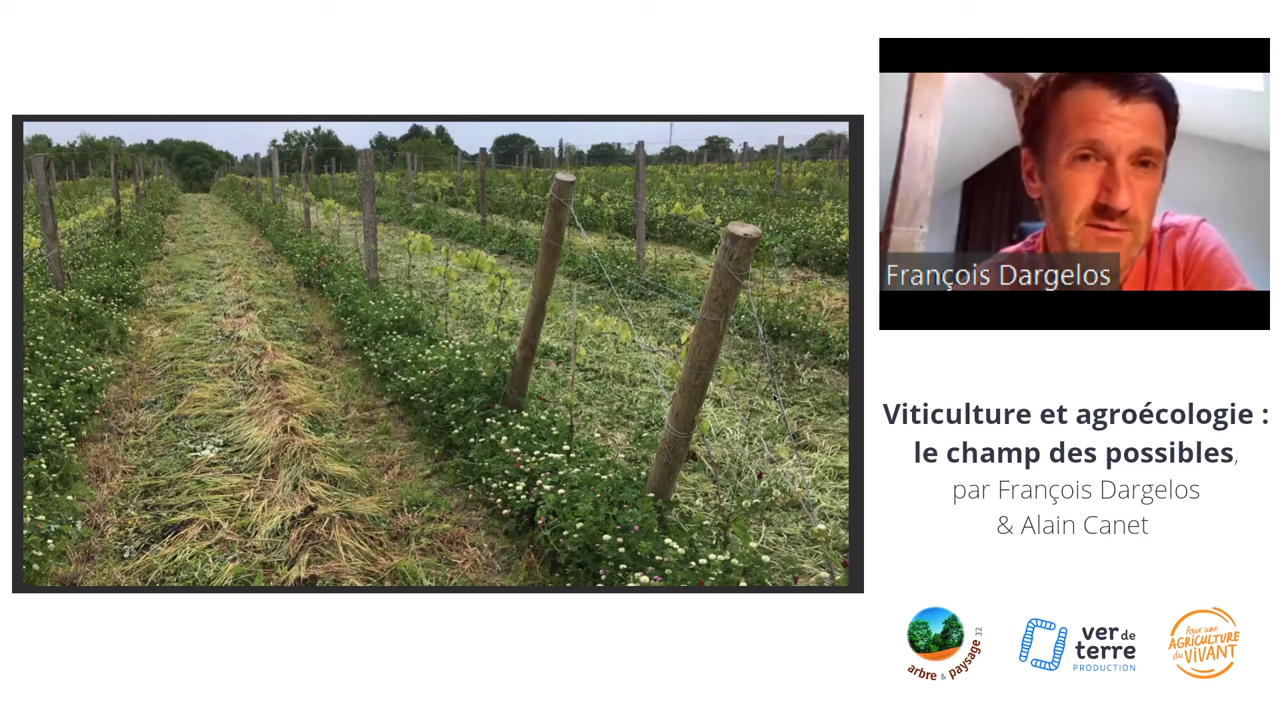 François Dargelos
Viticulture et agroécologie :
le champ des possibles,
par François Dargelos
& Alain Canet
arbre & paysage 32
ver de
terre
PRODUCTION
Pour une
AGRICULTURE
du ViVANT